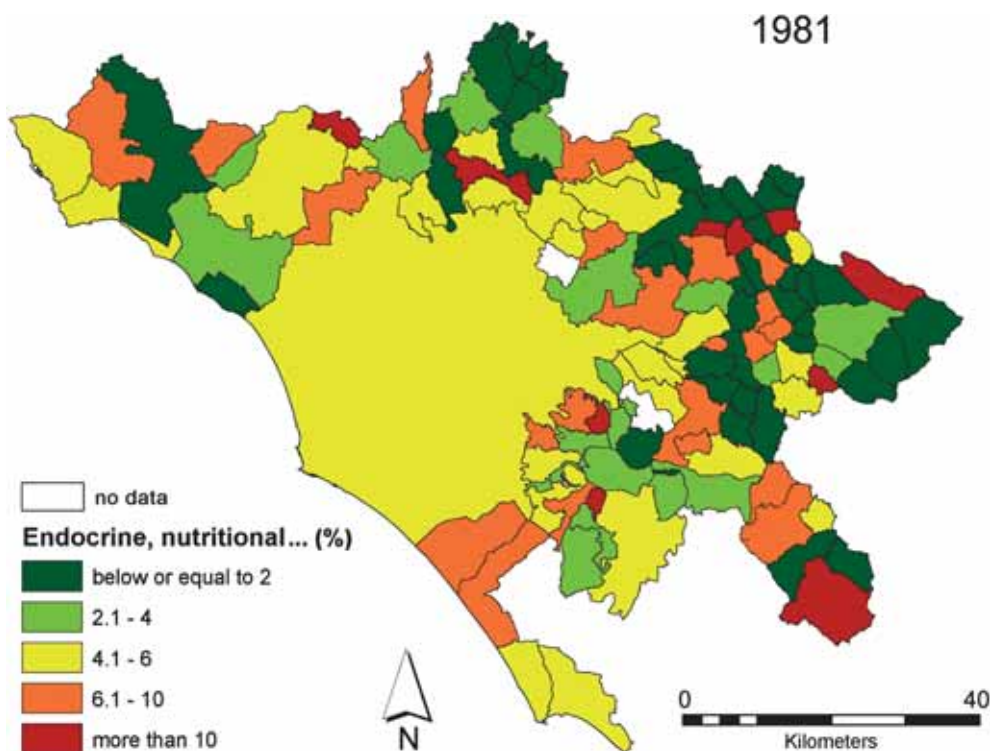 1981
no data
Endocrine, nutritional... (%)
below or equal to 2
2.1 - 4
4.1 - 6
6.1 - 10
more than 10
N
0 40
Kilometers